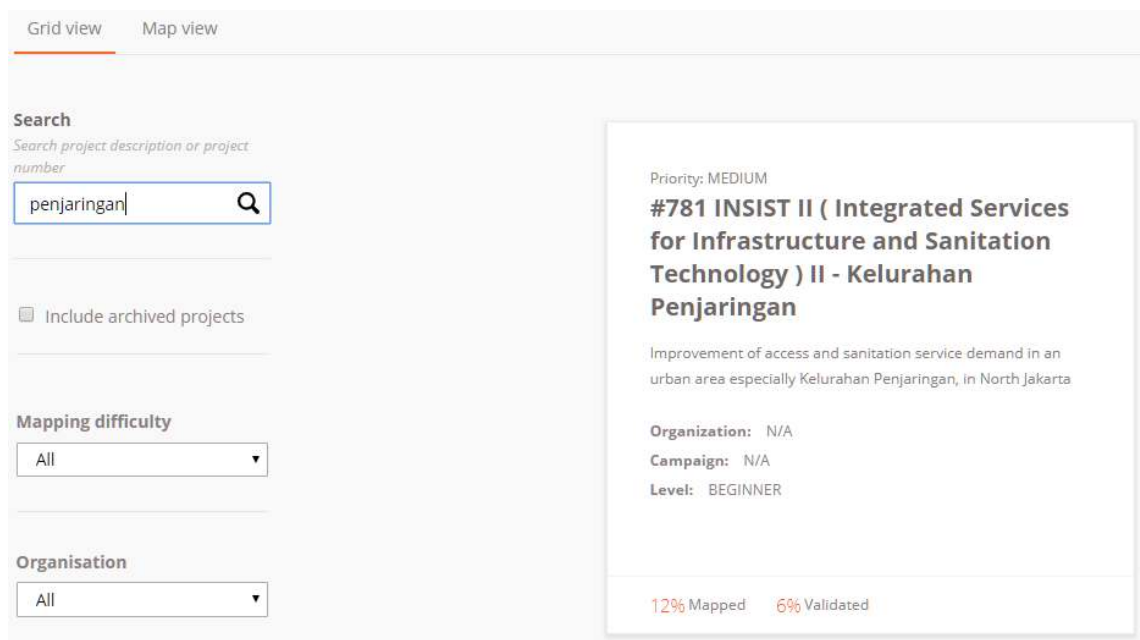 Grid view
Map view
Search
Search project description or project
number
penjaringan
Include archived projects
Mapping difficulty
All
Organisation
All
Priority: MEDIUM
#781 INSIST II ( Integrated Services
for Infrastructure and Sanitation
Technology ) II - Kelurahan
Penjaringan
Improvement of access and sanitation service demand in an
urban area especially Kelurahan Penjaringan, in North Jakarta
Organization: N/A
Campaign: N/A
Level: BEGINNER
12% Mapped 6% Validated